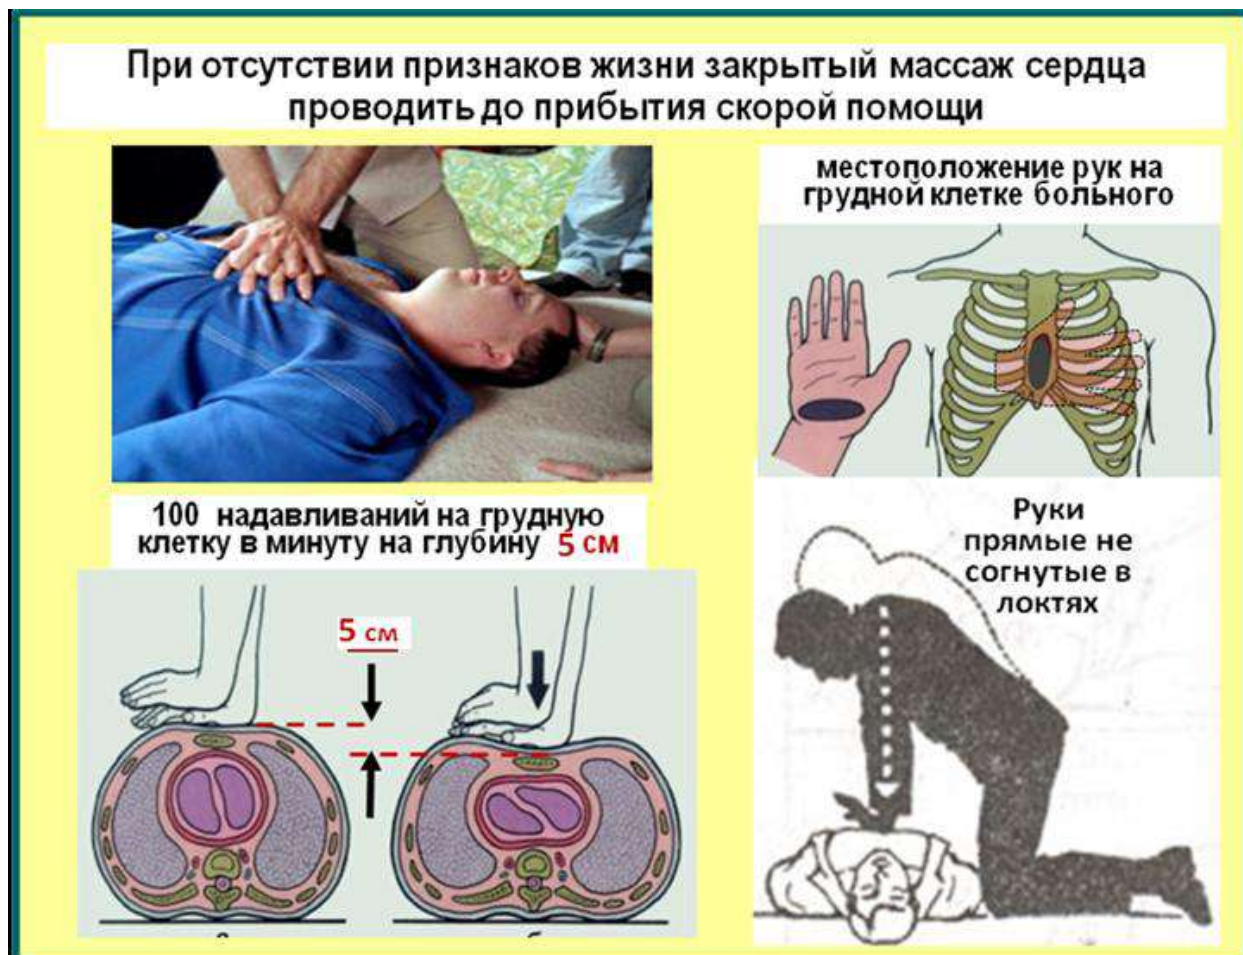 При отсутствии признаков жизни закрытый массаж сердца
проводить до прибытия скорой помощи
местоположение рук на
грудной клетке больного
100 надавливаний на грудную
клетку в минуту на глубину 5 см
5 см
Руки
прямые не
согнутые в
локтях